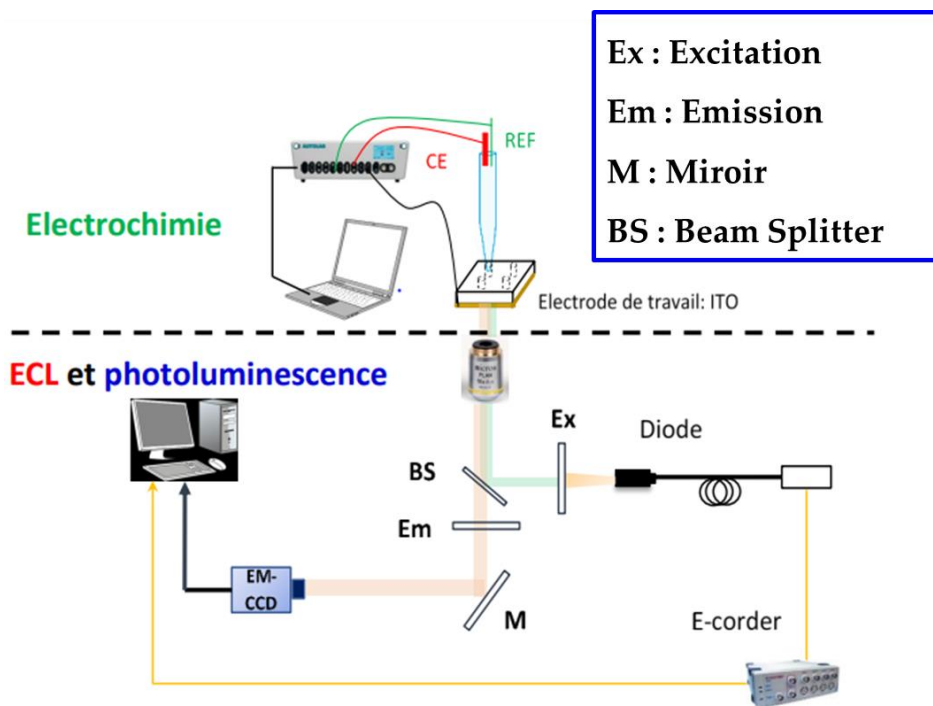 Ex : Excitation
Em : Emission
M : Miroir
BS : Beam Splitter
REF
CE
Electrochimie
Electrode de travail: ITO
ECL et photoluminescence
Ex
Diode
BS
Em
EM-
CCD
M
E-corder